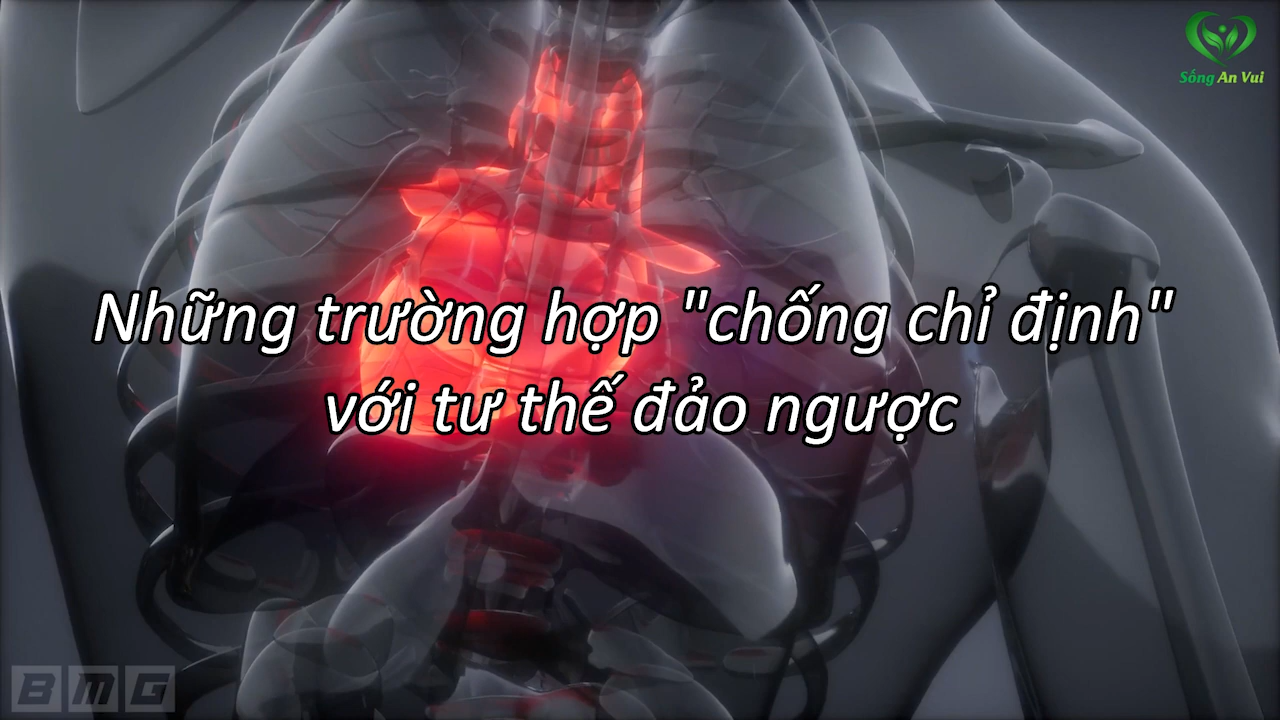 Sống An Vui
Những trường hợp "chống chỉ định"
với tư thế đảo ngược
BMG